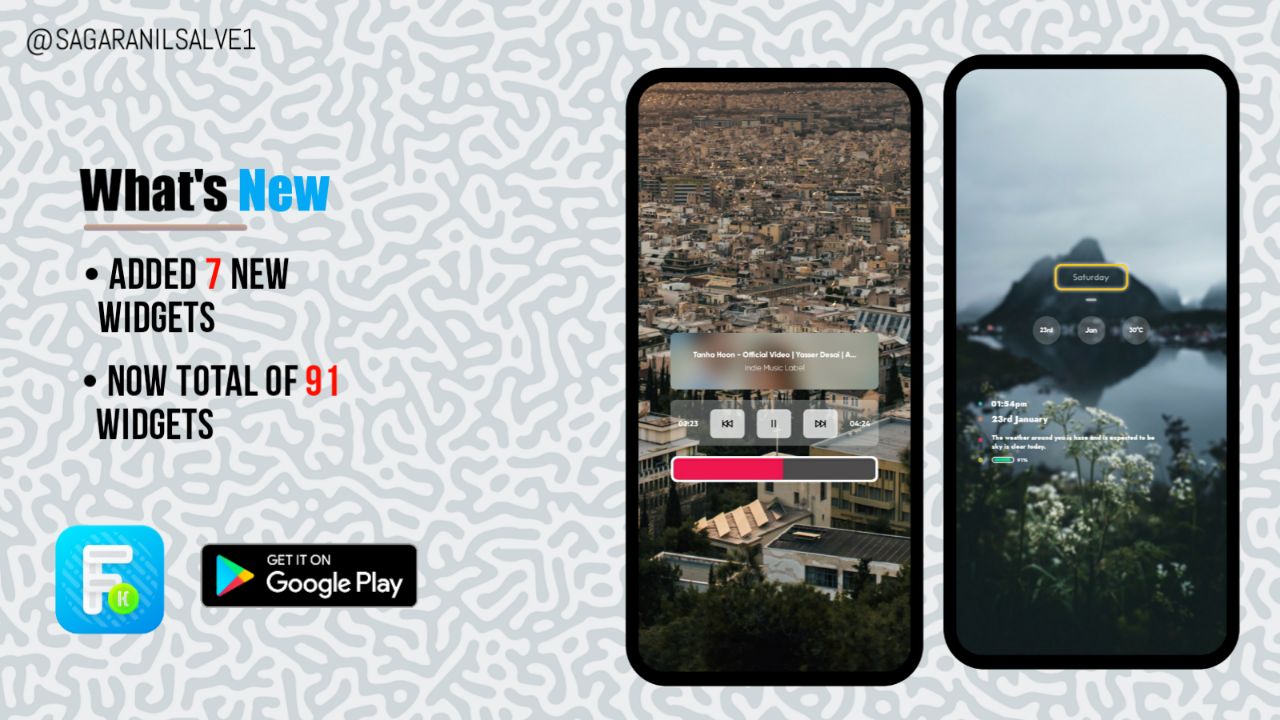 @SAGARANILSALVE1
What's New
• ADDED 7 NEW
WIDGETS
• NOW TOTAL OF 91
WIDGETS
GET IT ON
Google Play
Tanha Hoon - Official Video | Yasser Desai | A...
Indie Music Label
02:23
04:24
Saturday
23rd
Jan
30°C
01:54pm
23rd January
The weather around you is haze and is expected to be
sky is clear today.
91%